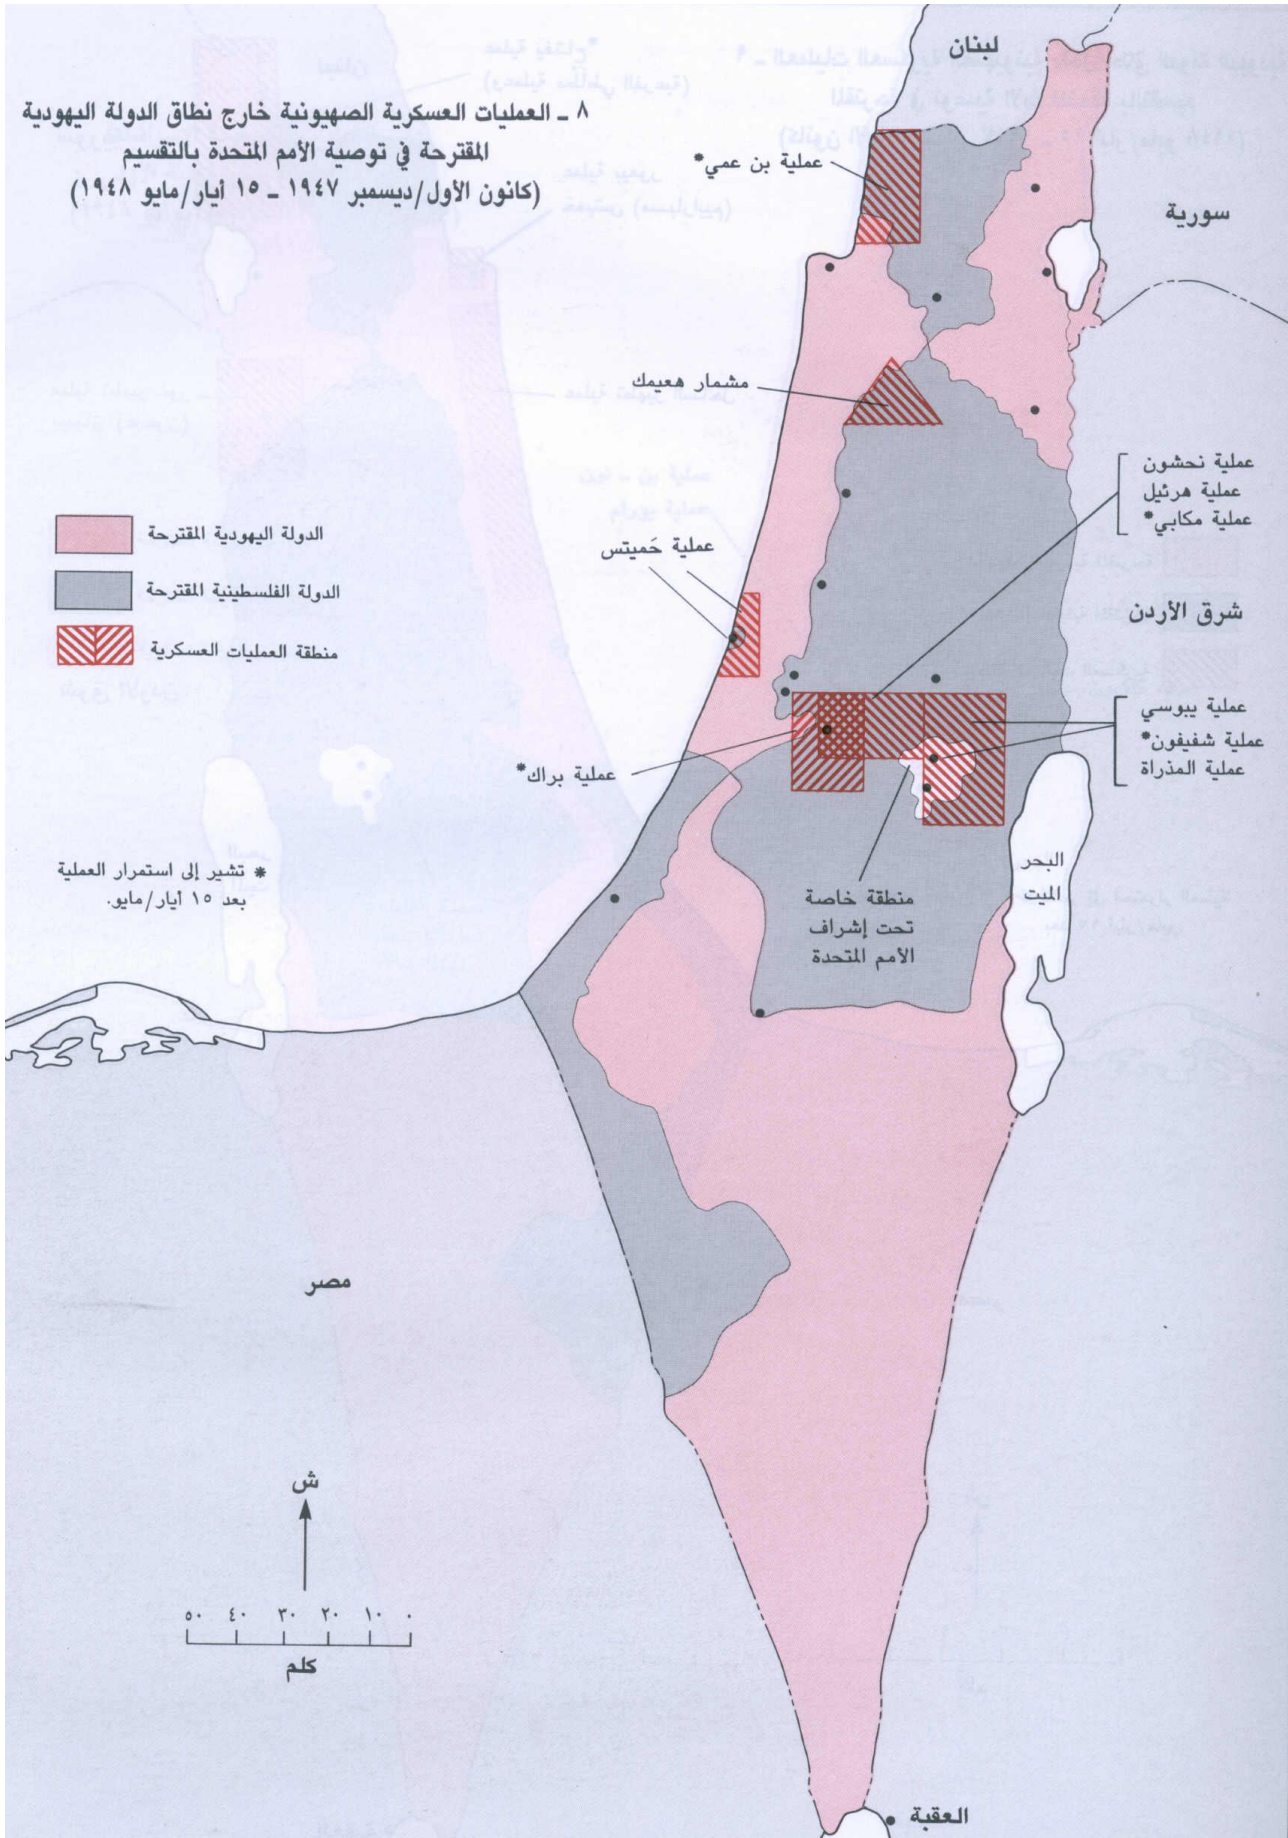 ٨ ـ العمليات العسكرية الصهيونية خارج نطاق الدولة اليهودية
المقترحة في توصية الأمم المتحدة بالتقسيم
(كانون الأول/ديسمبر ١٩٤٧ ـ ١٥ أيار/مايو ١٩٤٨)
لبنان
سورية
عملية بن عمي*
مشمار هعيمك
عملية نحشون
عملية هرئيل
عملية مكابي*
عملية حَميتس
شرق الأردن
عملية يبوسي
عملية شفيفون*
عملية المذراة
عملية براك*
البحر
الميت
منطقة خاصة
تحت إشراف
الأمم المتحدة
الدولة اليهودية المقترحة
الدولة الفلسطينية المقترحة
منطقة العمليات العسكرية
* تشير إلى استمرار العملية
بعد ١٥ أيار/مايو.
مصر
ش
٥٠ ٤٠ ٣٠ ٢٠ ١٠ ٠
كلم
العقبة